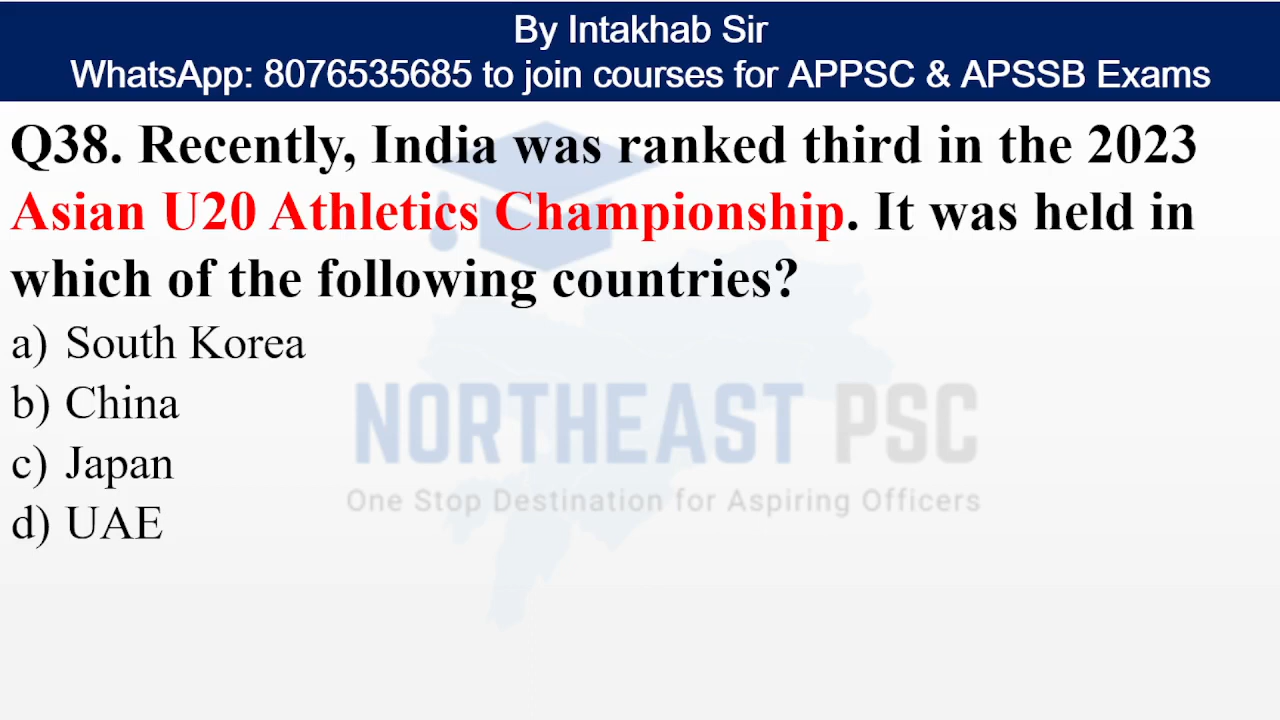 By Intakhab Sir
WhatsApp: 8076535685 to join courses for APPSC & APSSB Exams
Q38. Recently, India was ranked third in the 2023
Asian U20 Athletics Championship. It was held in
which of the following countries?
a) South Korea
b) China
c) Japan
d) UAE
NORTHEAST PSC
One Stop Destination for Aspiring Officers